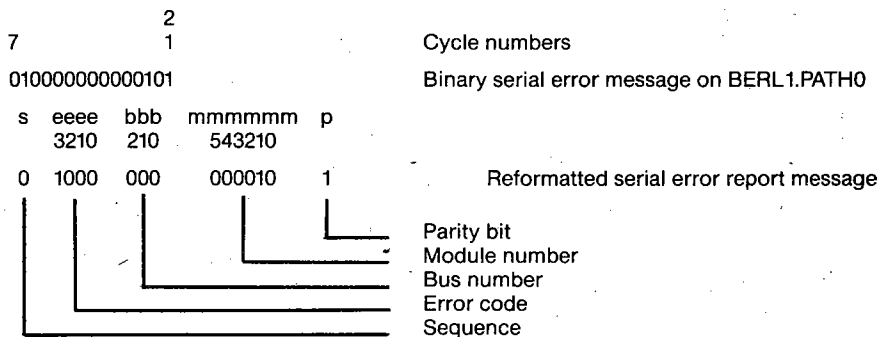 2
7 1 Cycle numbers
010000000000101 Binary serial error message on BERL1.PATH0
s eeee bbb mmmmmm p
3210 210 543210
0 1000 000 000010 1 Reformatted serial error report message
Parity bit
Module number
Bus number
Error code
Sequence